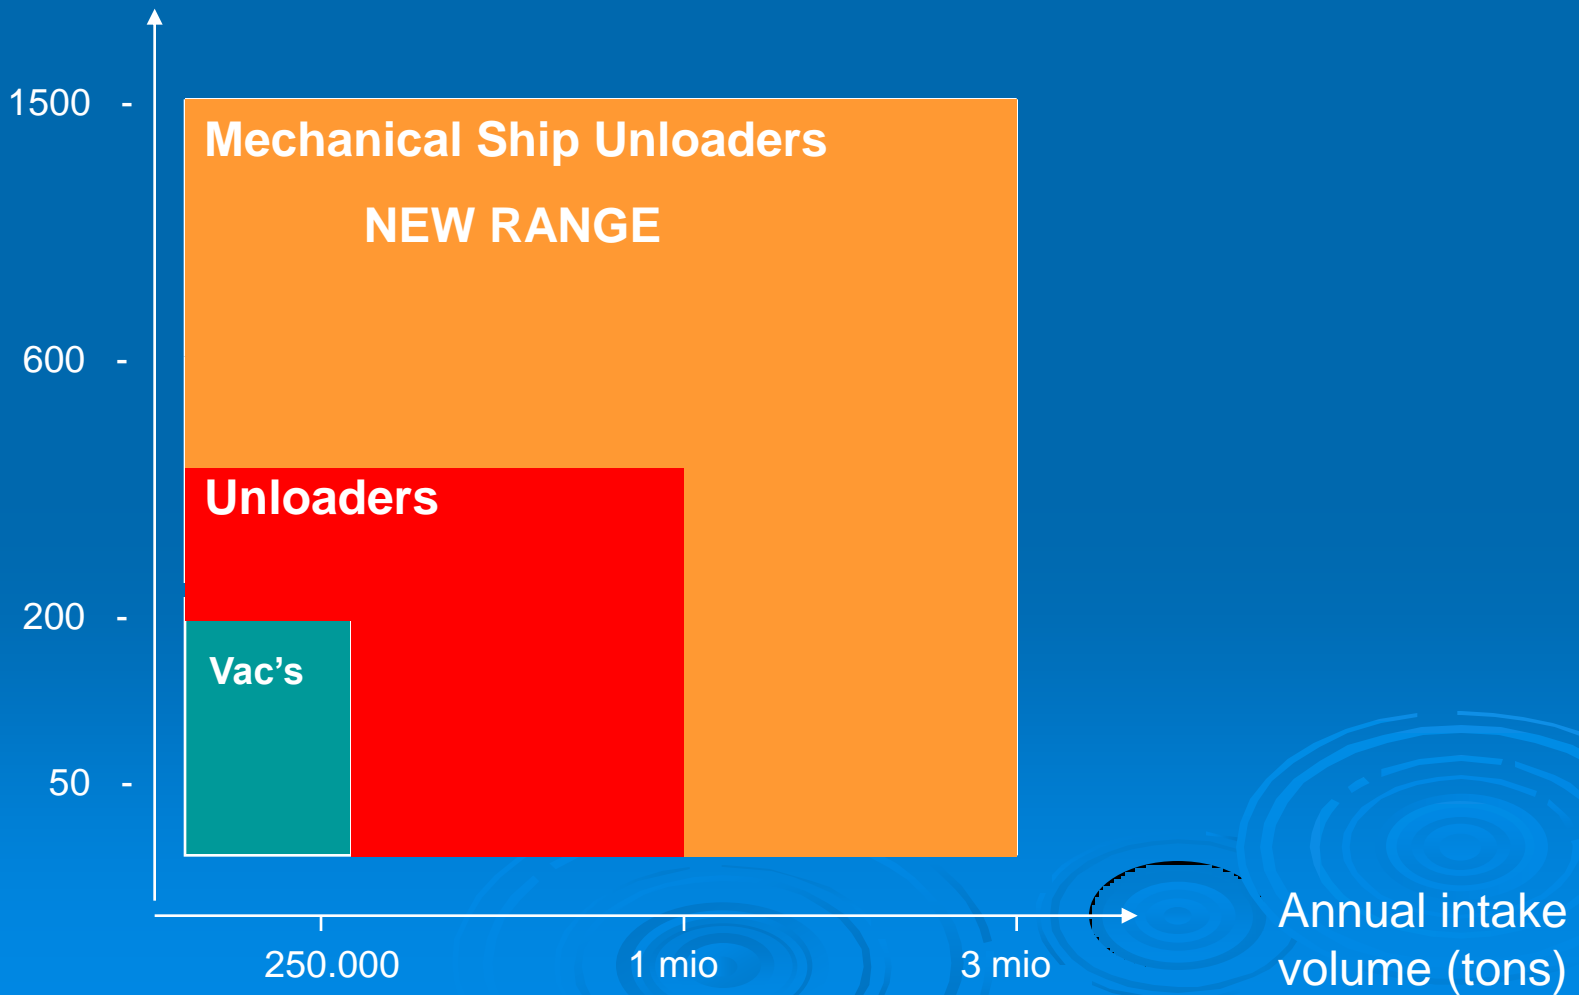 1500 -
Mechanical Ship Unloaders
NEW RANGE
600 -
Unloaders
200 -
Vac’s
50 -
250.000
1 mio
3 mio
Annual intake
volume (tons)